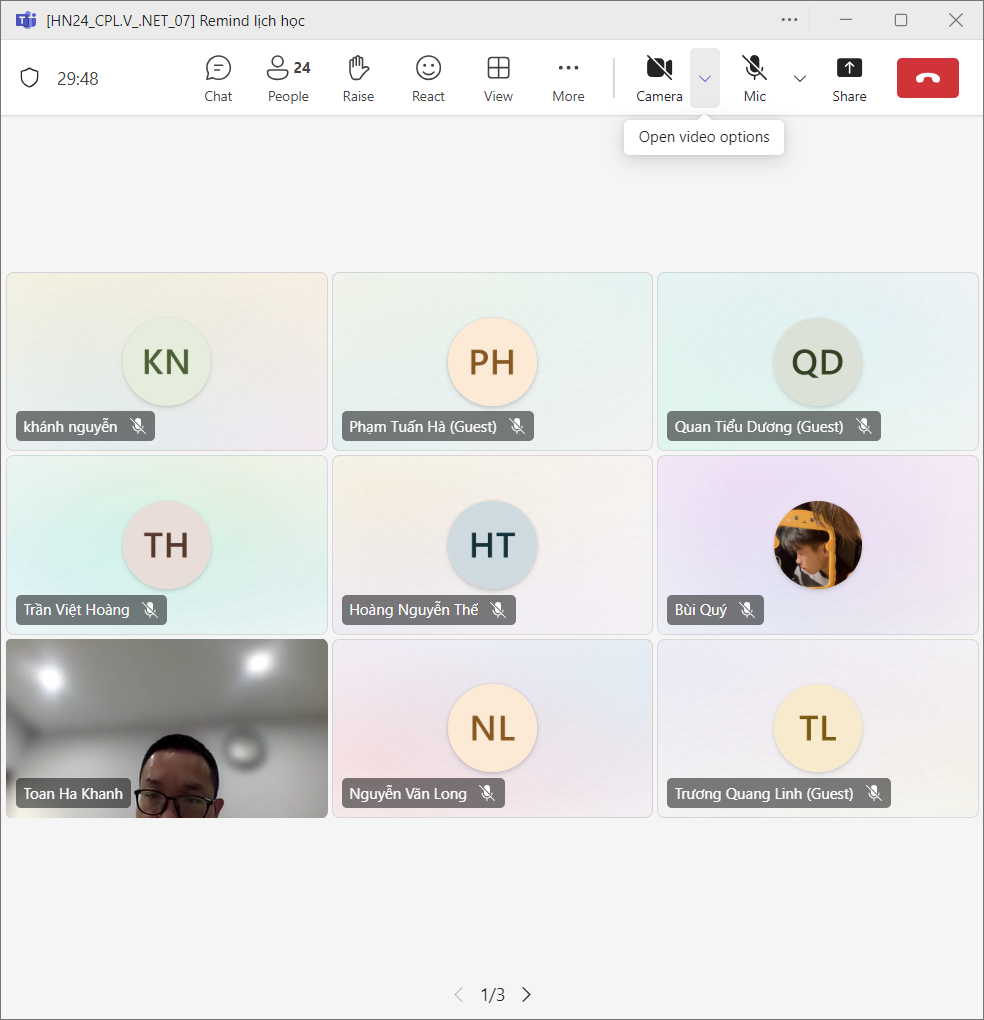 [HN24_CPL.V_.NET_07] Remind lịch học
29:48
Chat
People
24
Raise
React
View
More
Camera
Mic
Share
Open video options
KN
khánh nguyễn
PH
Phạm Tuấn Hà (Guest)
QD
Quan Tiểu Dương (Guest)
TH
Trần Việt Hoàng
HT
Hoàng Nguyễn Thế
Bùi Quý
Toan Ha Khanh
NL
Nguyễn Văn Long
TL
Trương Quang Linh (Guest)
1/3